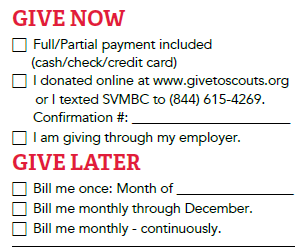 GIVE NOW
Full/Partial payment included
(cash/check/credit card)
I donated online at www.givetoscouts.org
or I texted SVMBC to (844) 615-4269.
Confirmation #: ____________________
I am giving through my employer.
GIVE LATER
Bill me once: Month of _______________
Bill me monthly through December.
Bill me monthly - continuously.